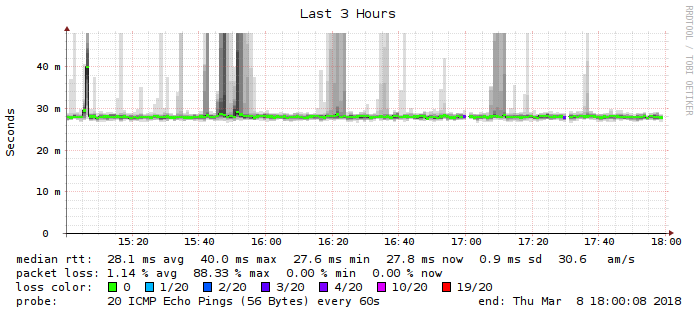 Last 3 Hours
RRDTOOL / TOBI OETIKER
Seconds
40 m
30 m
20 m
10 m
0
15:20 15:40 16:00 16:20 16:40 17:00 17:20 17:40 18:00
median rtt: 28.1 ms avg 40.0 ms max 27.6 ms min 27.8 ms now 0.9 ms sd 30.6 am/s
packet loss: 1.14 % avg 88.33 % max 0.00 % min 0.00 % now
loss color: 0 1/20 2/20 3/20 4/20 10/20 19/20
probe: 20 ICMP Echo Pings (56 Bytes) every 60s end: Thu Mar 8 18:00:08 2018